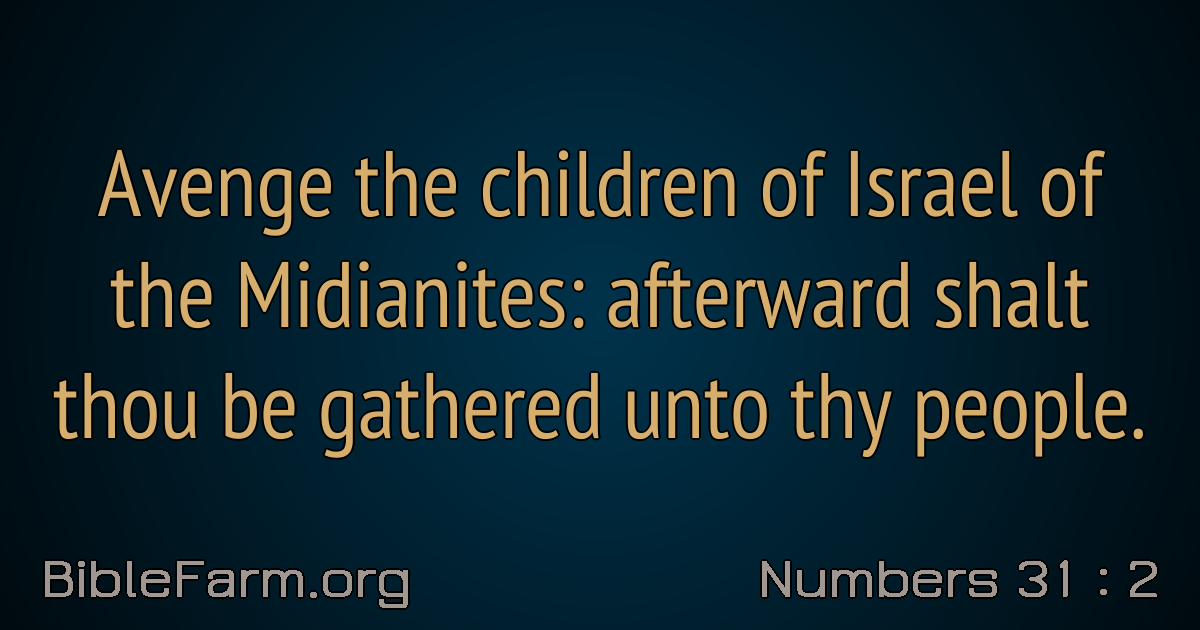 Avenge the children of Israel of
the Midianites: afterward shalt
thou be gathered unto thy people.
BibleFarm.org
Numbers 31 : 2